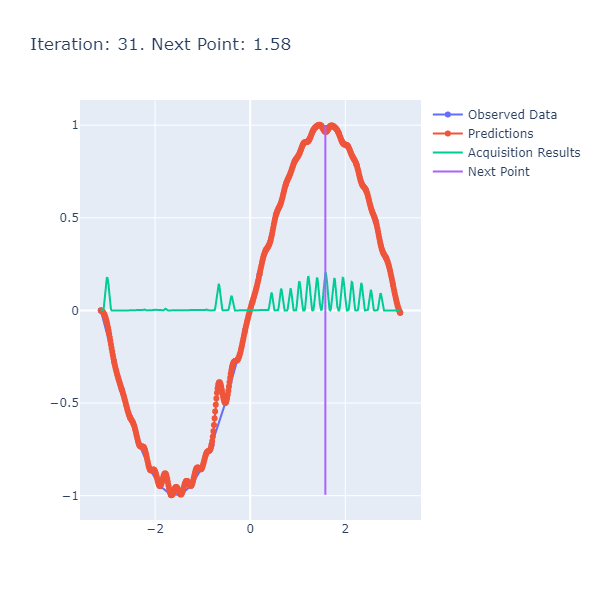 Iteration: 31. Next Point: 1.58
Observed Data
Predictions
Acquisition Results
Next Point
1
0.5
0
−0.5
−1
−2
0
2